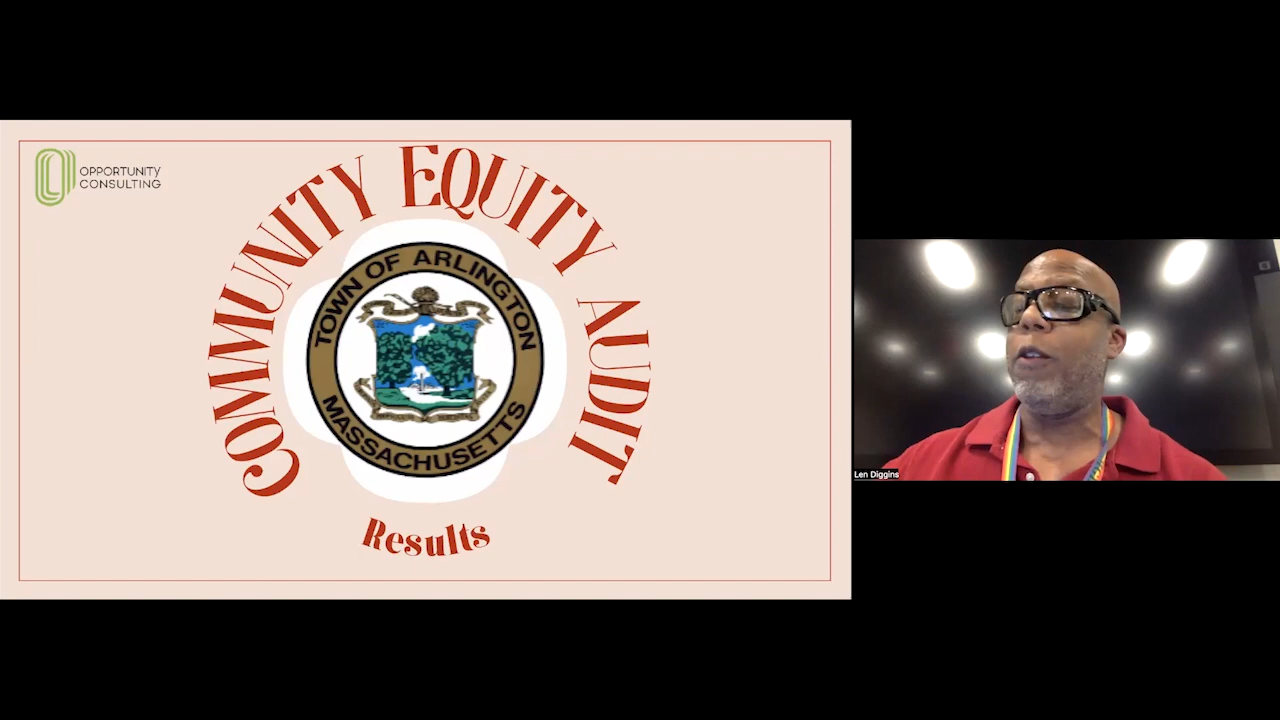 OPPORTUNITY
CONSULTING
COMMUNITY EQUITY AUDIT
TOWN OF ARLINGTON
MASSACHUSETTS
Results
Len Diggins